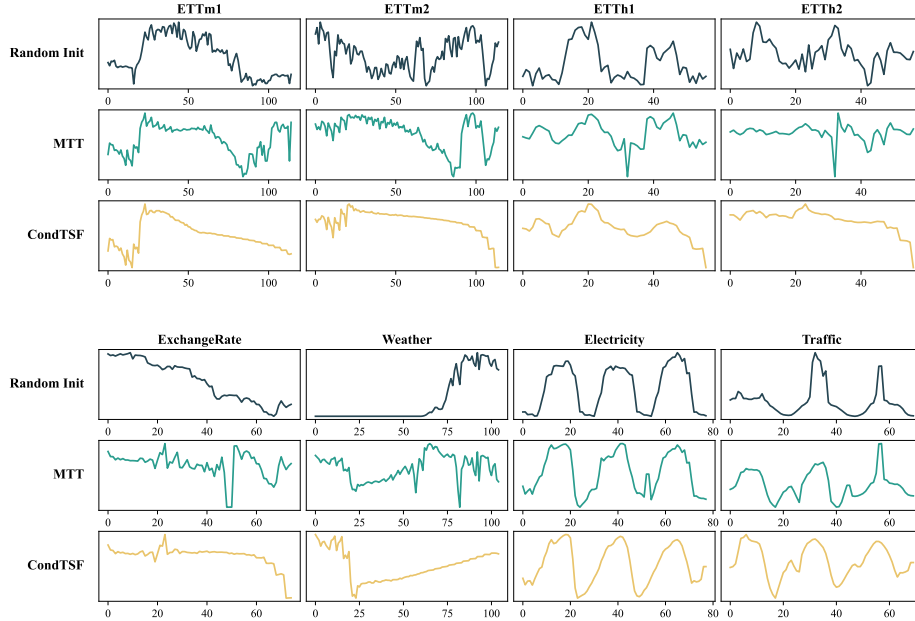 ETTm1 ETTm2 ETTh1 ETTh2
Random Init
0 50 100 0 50 100 0 20 40 0 20 40
MTT
0 50 100 0 50 100 0 20 40 0 20 40
CondTSF
0 50 100 0 50 100 0 20 40 0 20 40
ExchangeRate Weather Electricity Traffic
Random Init
0 20 40 60 0 25 50 75 100 0 20 40 60 80 0 20 40 60
MTT
0 20 40 60 0 25 50 75 100 0 20 40 60 80 0 20 40 60
CondTSF
0 20 40 60 0 25 50 75 100 0 20 40 60 80 0 20 40 60